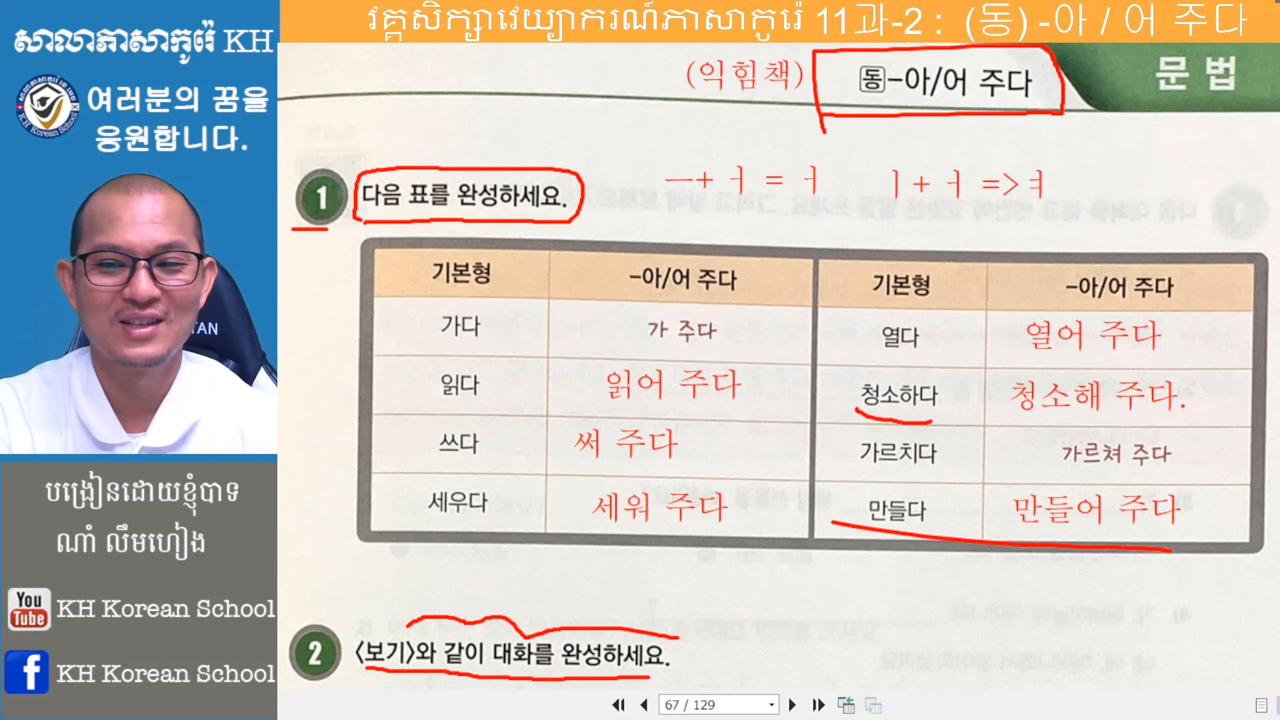 វគ្គសិក្សាវេយ្យាករណ៍ភាសាកូរ៉េ 11과-2 : (동) -아 / 어 주다
សាលាភាសាកូរ៉េ KH
여러분의 꿈을
응원합니다.
KH Korean School
(익힘책)
동-아/어 주다
문 법
1 다음 표를 완성하세요.
ㅡ+ ㅓ = ㅓ ㅣ+ ㅓ => ㅕ
기본형 -아/어 주다 기본형 -아/어 주다
가다 가 주다 열다 열어 주다
읽다 읽어 주다 청소하다 청소해 주다.
쓰다 써 주다 가르치다 가르쳐 주다
세우다 세워 주다 만들다 만들어 주다
2 〈보기〉와 같이 대화를 완성하세요.
បង្រៀនដោយខ្ញុំបាទ
ណាំ លឹមហៀង
You Tube KH Korean School
f KH Korean School
67 / 129